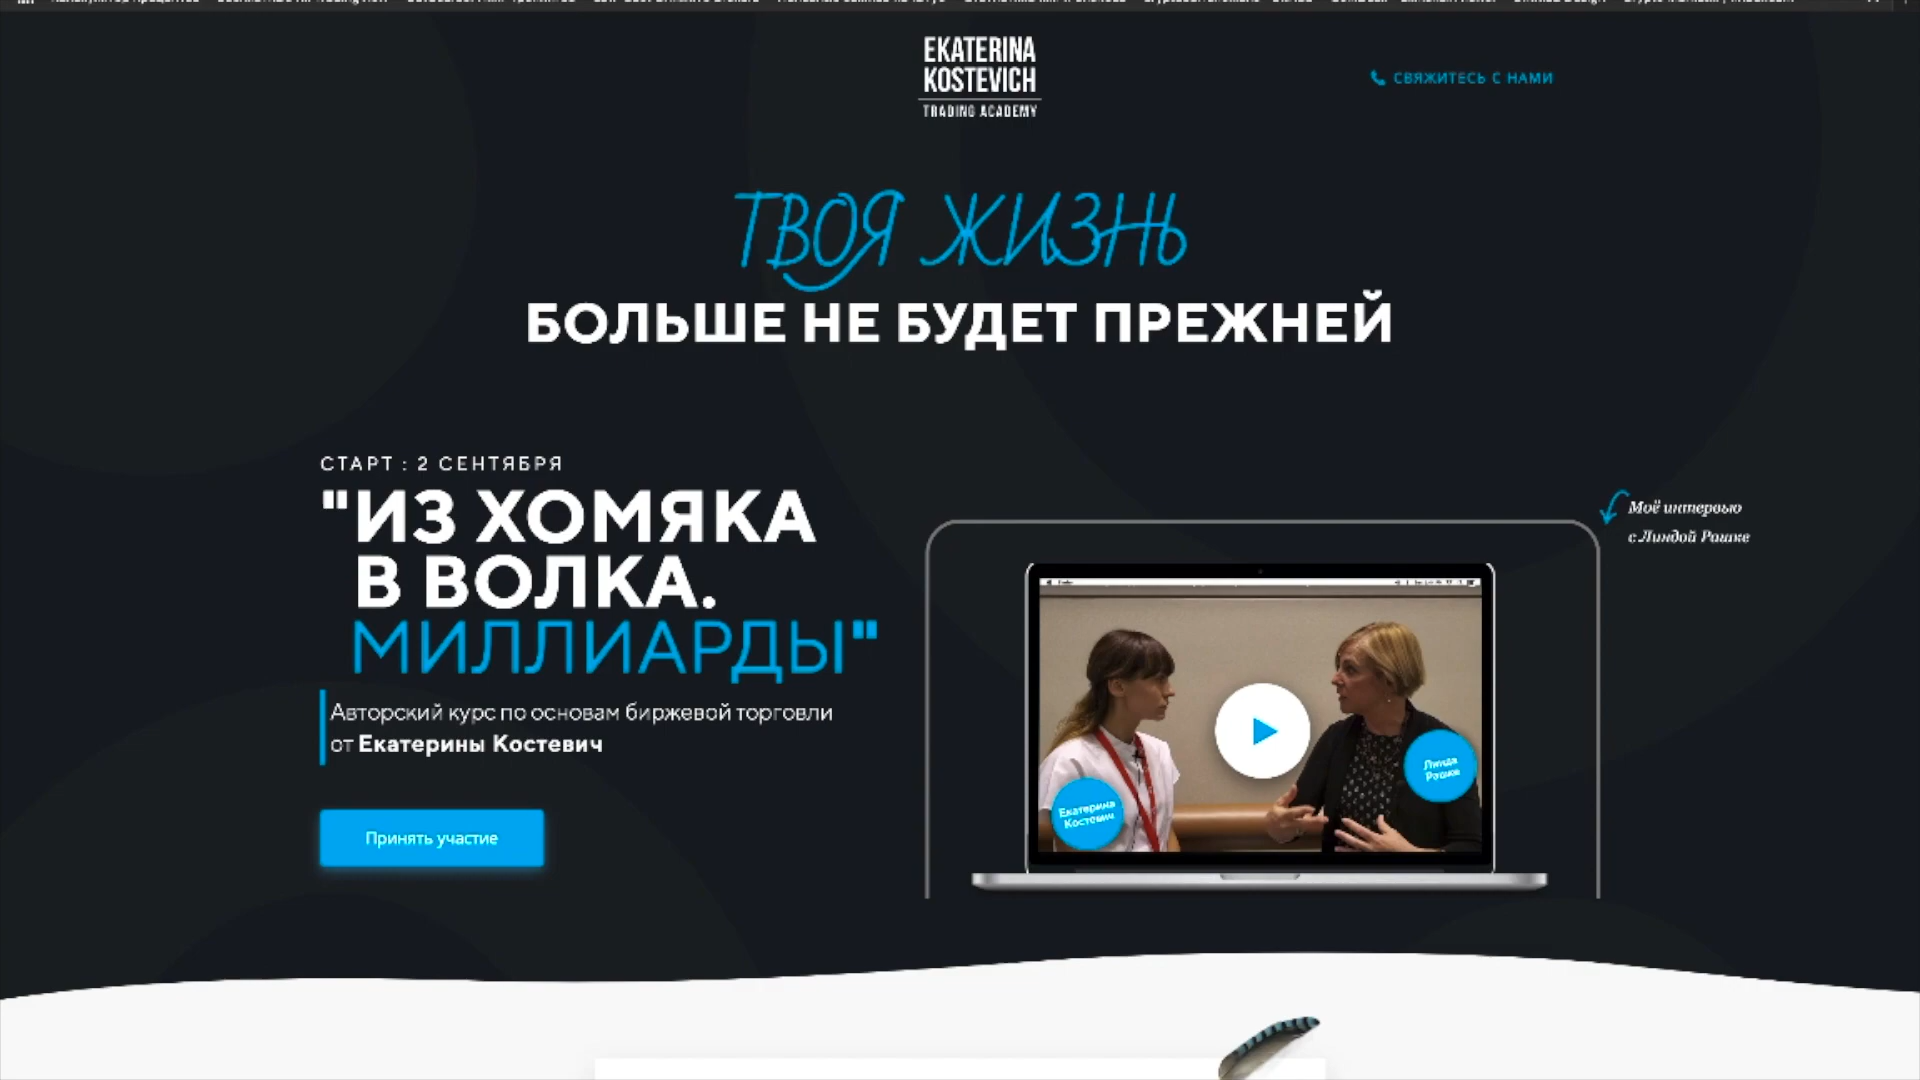 EKATERINA
KOSTEVICH
TRADING ACADEMY
СВЯЖИТЕСЬ С НАМИ
ТВОЯ ЖИЗНЬ
БОЛЬШЕ НЕ БУДЕТ ПРЕЖНЕЙ
СТАРТ : 2 СЕНТЯБРЯ
"ИЗ ХОМЯКА
В ВОЛКА.
МИЛЛИАРДЫ"
Авторский курс по основам биржевой торговли
от Екатерины Костевич
Принять участие
Моё интервью
с Линдой Рашке
Екатерина
Костевич
Линда
Рашке